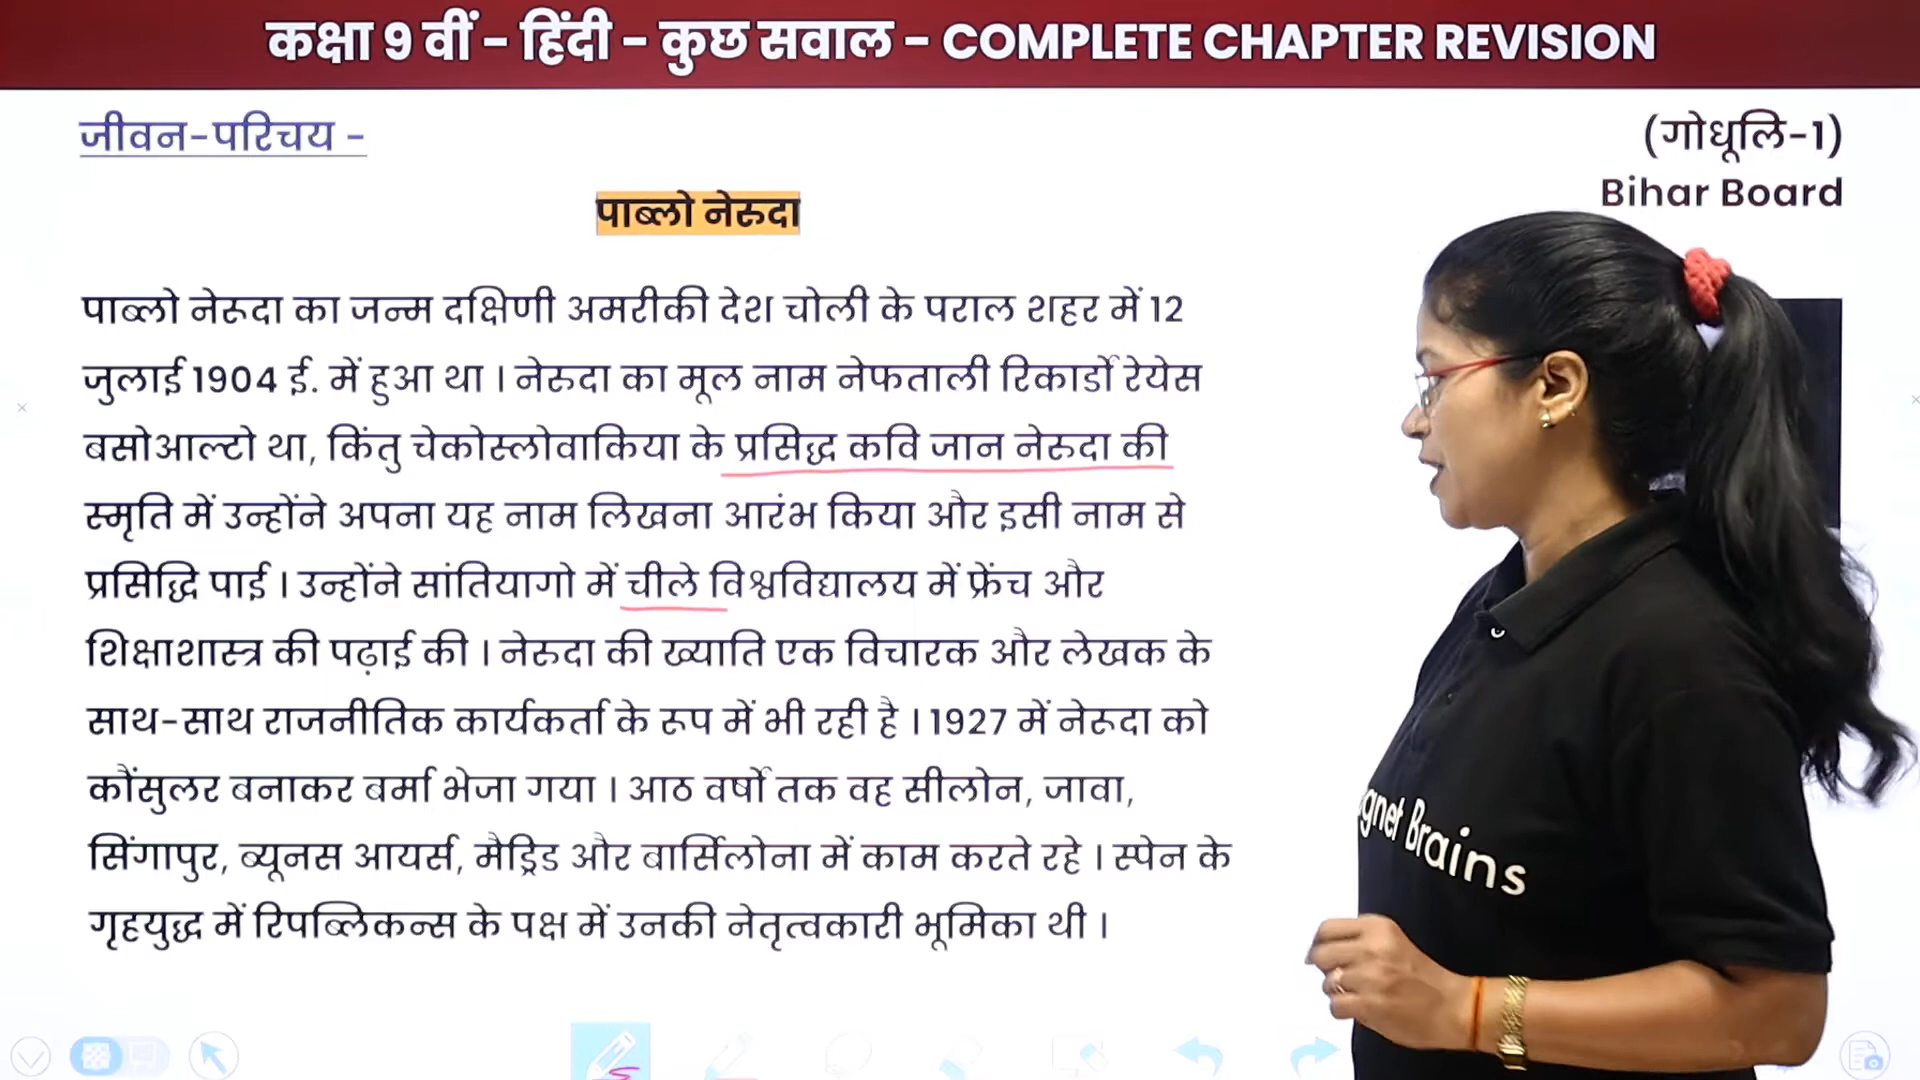 कक्षा 9 वीं - हिंदी - कुछ सवाल - COMPLETE CHAPTER REVISION
जीवन-परिचय -
(गोधूलि-1)
Bihar Board
पाब्लो नेरुदा
पाब्लो नेरूदा का जन्म दक्षिणी अमरीकी देश चोली के पराल शहर में 12
जुलाई 1904 ई. में हुआ था । नेरुदा का मूल नाम नेफताली रिकार्डो रेयेस
बसोआल्टो था, किंतु चेकोस्लोवाकिया के प्रसिद्ध कवि जान नेरुदा की
स्मृति में उन्होंने अपना यह नाम लिखना आरंभ किया और इसी नाम से
प्रसिद्धि पाई । उन्होंने सांतियागो में चीले विश्वविद्यालय में फ्रेंच और
शिक्षाशास्त्र की पढ़ाई की । नेरुदा की ख्याति एक विचारक और लेखक के
साथ-साथ राजनीतिक कार्यकर्ता के रूप में भी रही है । 1927 में नेरूदा को
कौंसुलर बनाकर बर्मा भेजा गया । आठ वर्षों तक वह सीलोन, जावा,
सिंगापुर, ब्यूनस आयर्स, मैड्रिड और बार्सिलोना में काम करते रहे । स्पेन के
गृहयुद्ध में रिपब्लिकन्स के पक्ष में उनकी नेतृत्वकारी भूमिका थी ।
gnet Brains